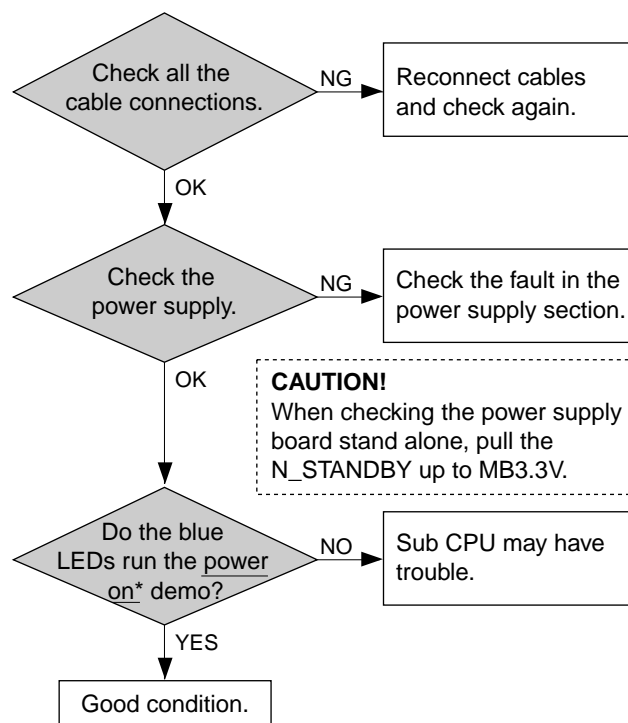 Check all the
cable connections.
NG
Reconnect cables
and check again.
OK
Check the
power supply.
NG
Check the fault in the
power supply section.
OK
CAUTION!
When checking the power supply
board stand alone, pull the
N_STANDBY up to MB3.3V.
Do the blue
LEDs run the power
on* demo?
NO
Sub CPU may have
trouble.
YES
Good condition.